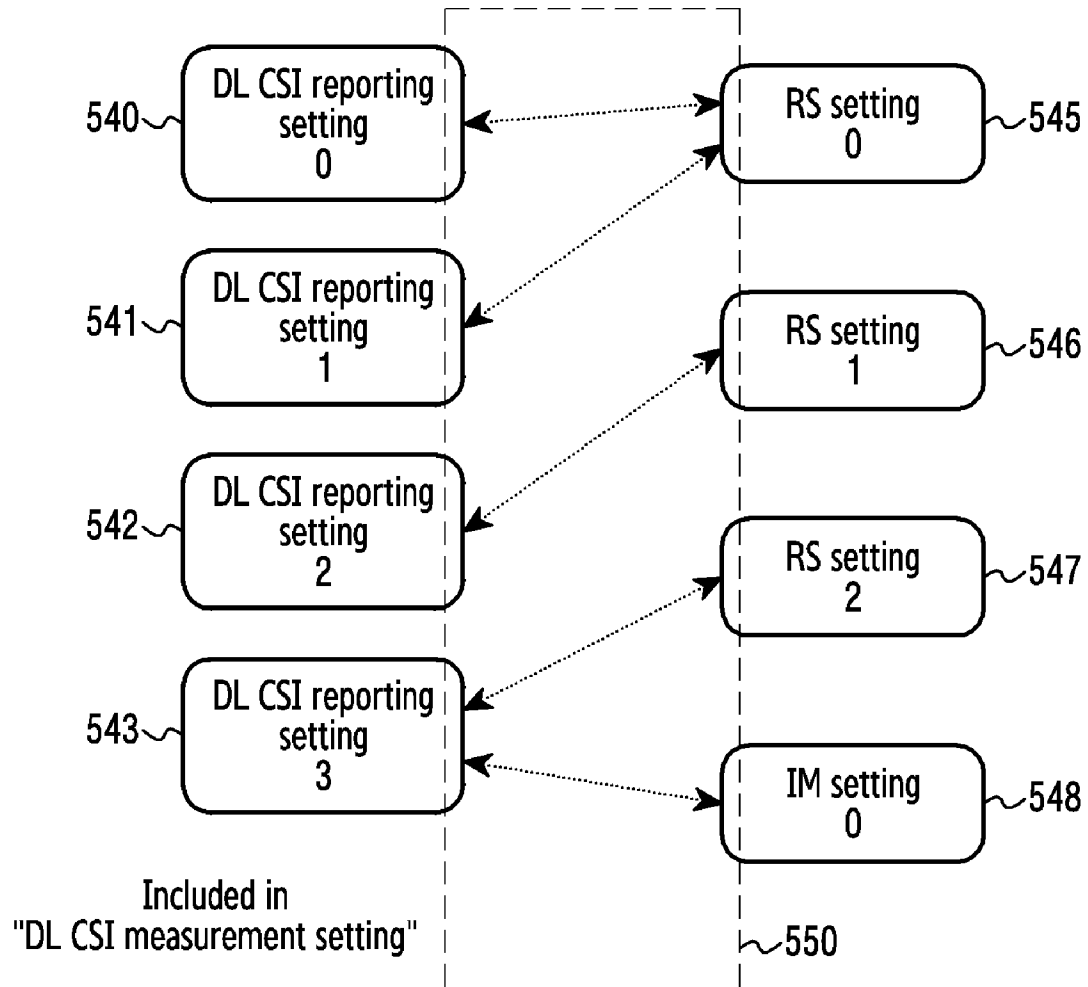 DL CSI reporting
setting
0
540
RS setting
0
545
DL CSI reporting
setting
1
541
RS setting
1
546
DL CSI reporting
setting
2
542
RS setting
2
547
DL CSI reporting
setting
3
543
IM setting
0
548
Included in
"DL CSI measurement setting"
550